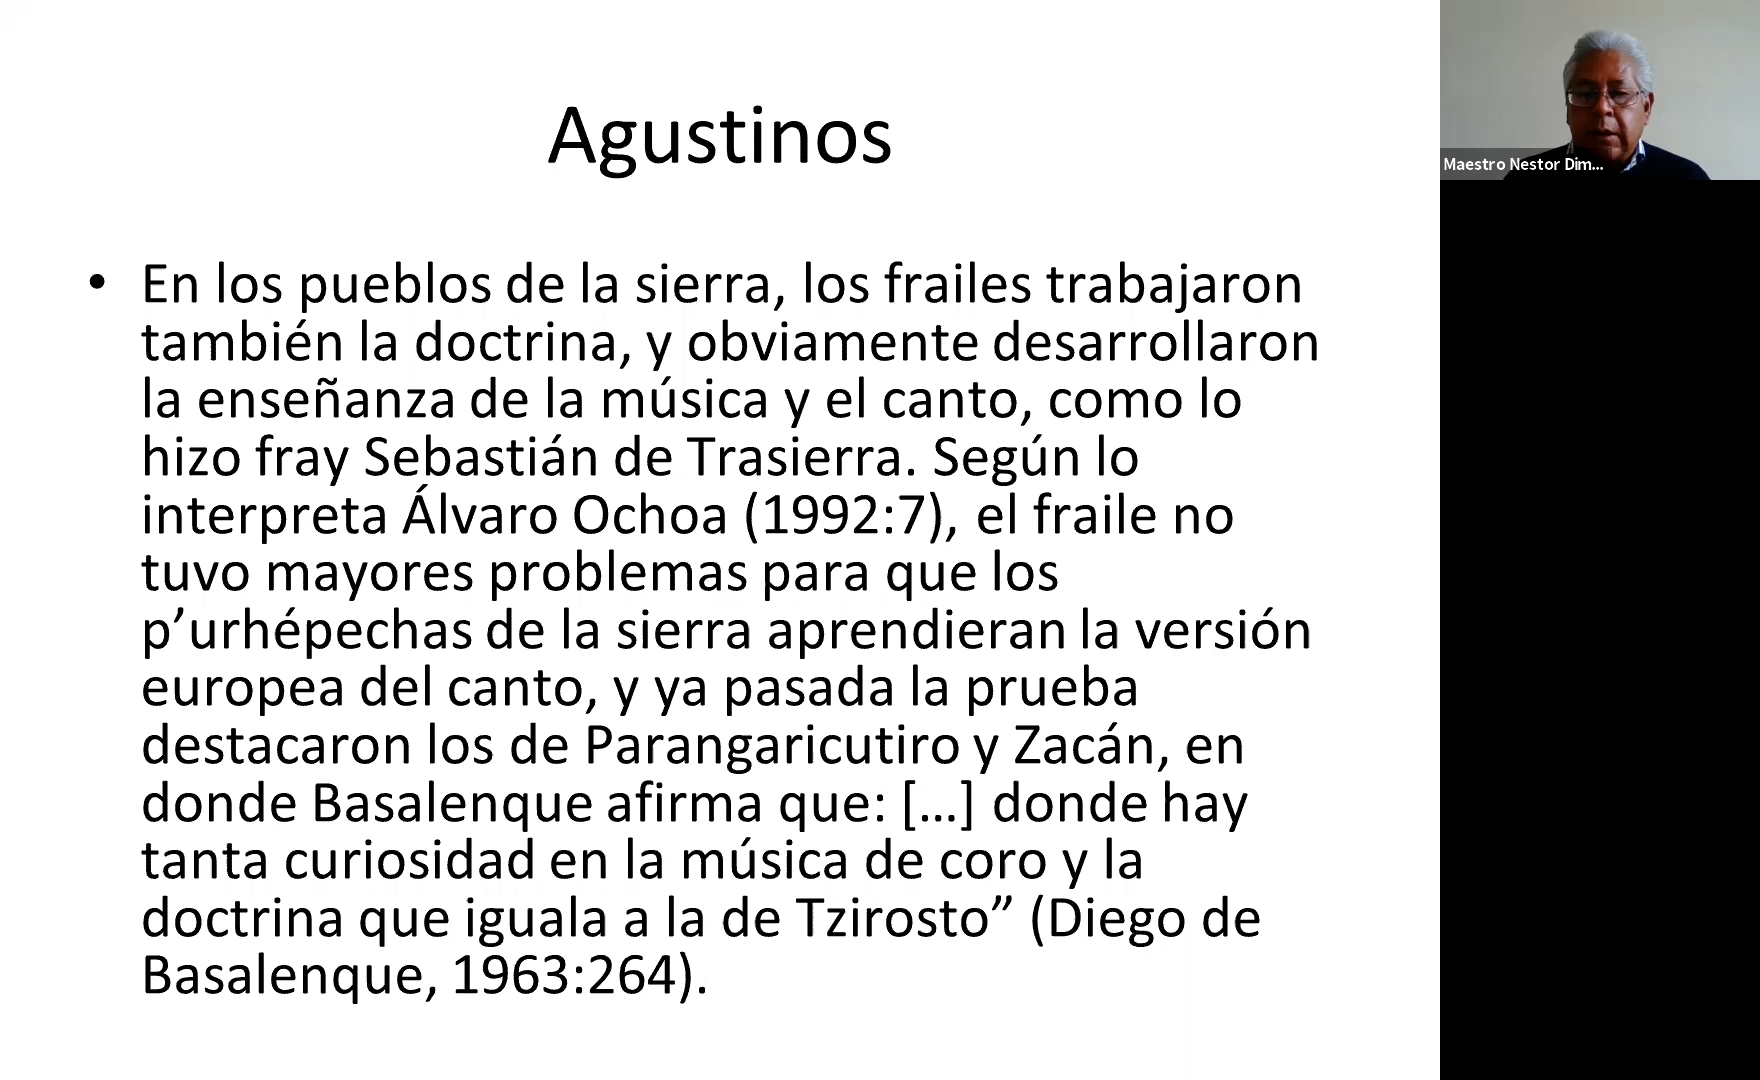 Agustinos
• En los pueblos de la sierra, los frailes trabajaron
también la doctrina, y obviamente desarrollaron
la enseñanza de la música y el canto, como lo
hizo fray Sebastián de Trasierra. Según lo
interpreta Álvaro Ochoa (1992:7), el fraile no
tuvo mayores problemas para que los
p’urhépechas de la sierra aprendieran la versión
europea del canto, y ya pasada la prueba
destacaron los de Parangaricutiro y Zacán, en
donde Basalenque afirma que: […] donde hay
tanta curiosidad en la música de coro y la
doctrina que iguala a la de Tzirosto” (Diego de
Basalenque, 1963:264).
Maestro Nestor Dim...